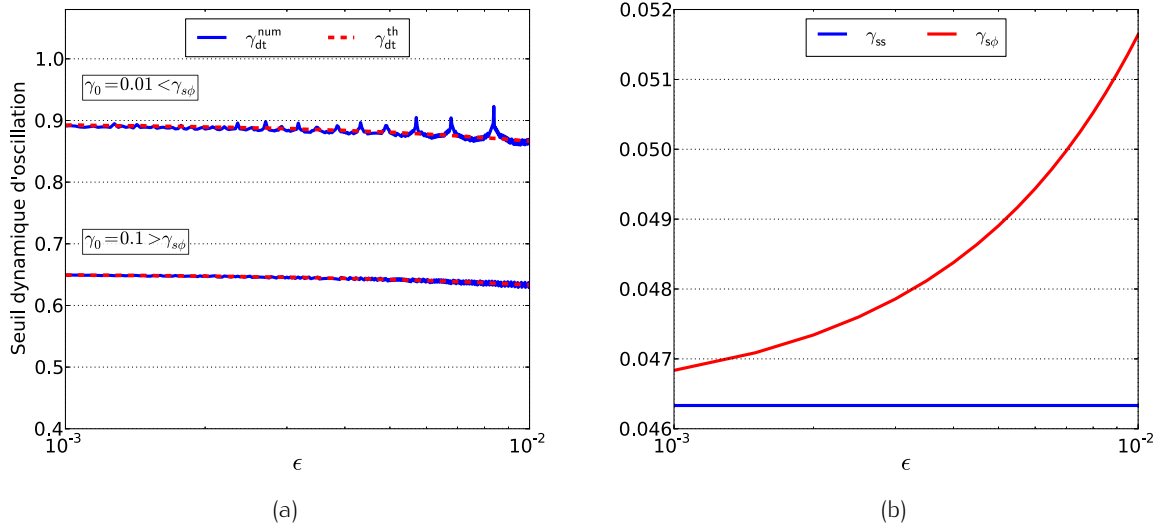 γ_dt^num γ_dt^th
Seuil dynamique d'oscillation
1.0
0.9
0.8
0.7
0.6
0.5
0.4
γ_0 = 0.01 < γ_sϕ
γ_0 = 0.1 > γ_sϕ
10^-3 10^-2
ϵ
(a)
γ_ss γ_sϕ
0.052
0.051
0.050
0.049
0.048
0.047
0.046
10^-3 10^-2
ϵ
(b)